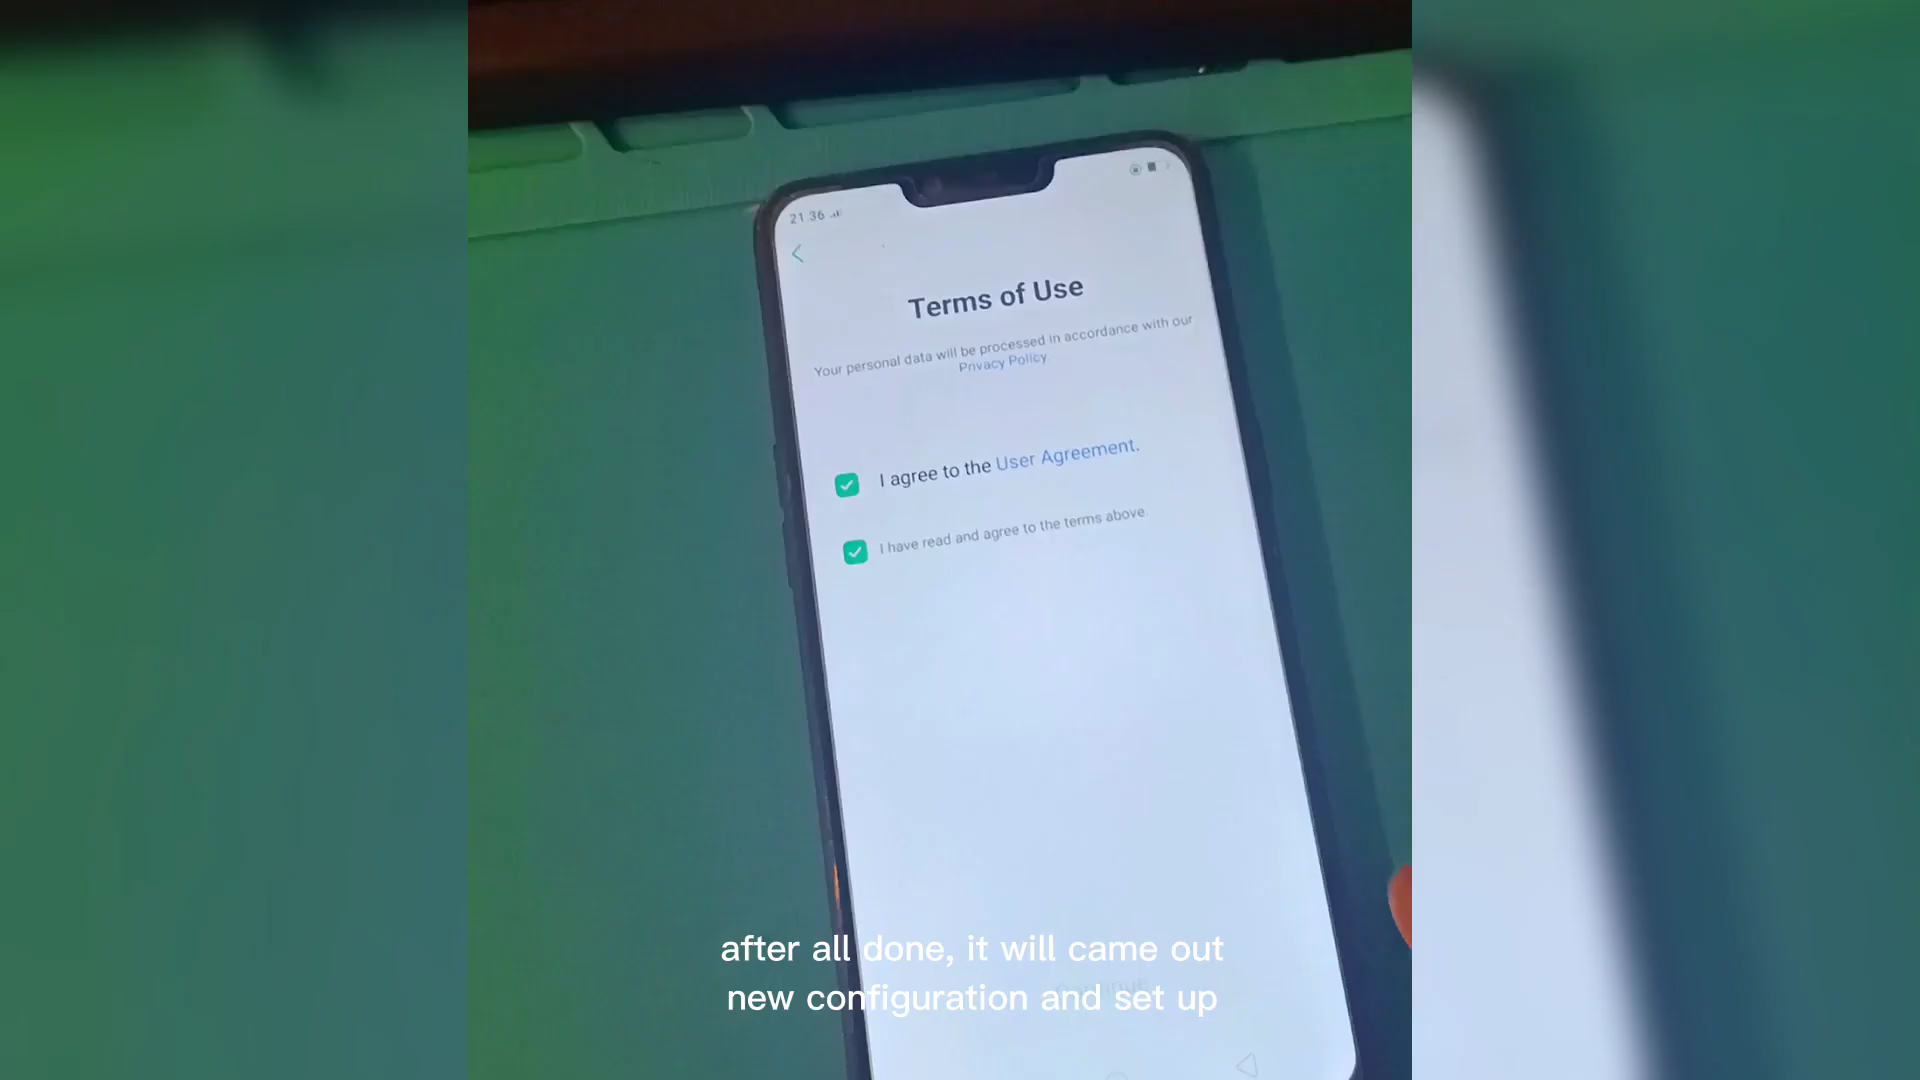 21 36
Terms of Use
Your personal data will be processed in accordance with our
Privacy Policy.
I agree to the User Agreement.
I have read and agree to the terms above
after all done, it will came out
new configuration and set up